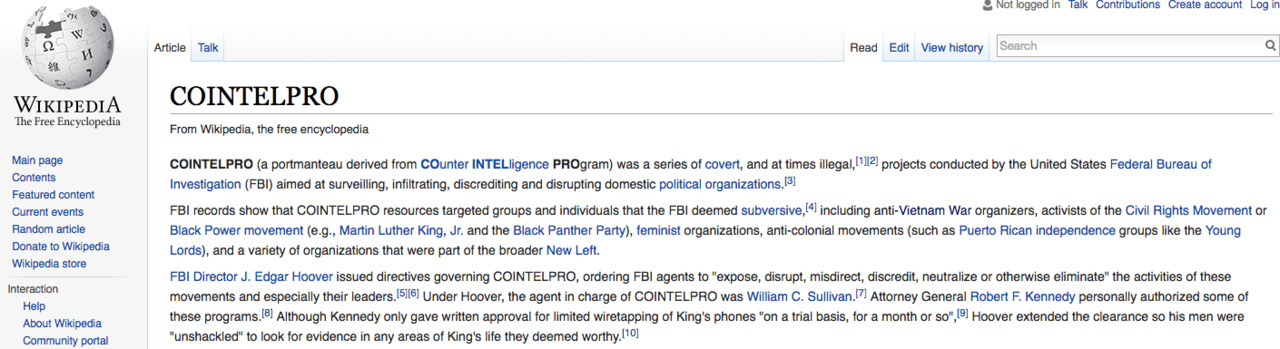 Not logged in Talk Contributions Create account Log in
Article Talk Read Edit View history Search
WIKIPEDIA
The Free Encyclopedia
Main page
Contents
Featured content
Current events
Random article
Donate to Wikipedia
Wikipedia store
Interaction
Help
About Wikipedia
Community portal
COINTELPRO
From Wikipedia, the free encyclopedia
COINTELPRO (a portmanteau derived from COunter INTELligence PROgram) was a series of covert, and at times illegal,[1][2] projects conducted by the United States Federal Bureau of
Investigation (FBI) aimed at surveilling, infiltrating, discrediting and disrupting domestic political organizations.[3]
FBI records show that COINTELPRO resources targeted groups and individuals that the FBI deemed subversive,[4] including anti-Vietnam War organizers, activists of the Civil Rights Movement or
Black Power movement (e.g., Martin Luther King, Jr. and the Black Panther Party), feminist organizations, anti-colonial movements (such as Puerto Rican independence groups like the Young
Lords), and a variety of organizations that were part of the broader New Left.
FBI Director J. Edgar Hoover issued directives governing COINTELPRO, ordering FBI agents to "expose, disrupt, misdirect, discredit, neutralize or otherwise eliminate" the activities of these
movements and especially their leaders.[5][6] Under Hoover, the agent in charge of COINTELPRO was William C. Sullivan.[7] Attorney General Robert F. Kennedy personally authorized some of
these programs.[8] Although Kennedy only gave written approval for limited wiretapping of King's phones "on a trial basis, for a month or so",[9] Hoover extended the clearance so his men were
"unshackled" to look for evidence in any areas of King's life they deemed worthy.[10]